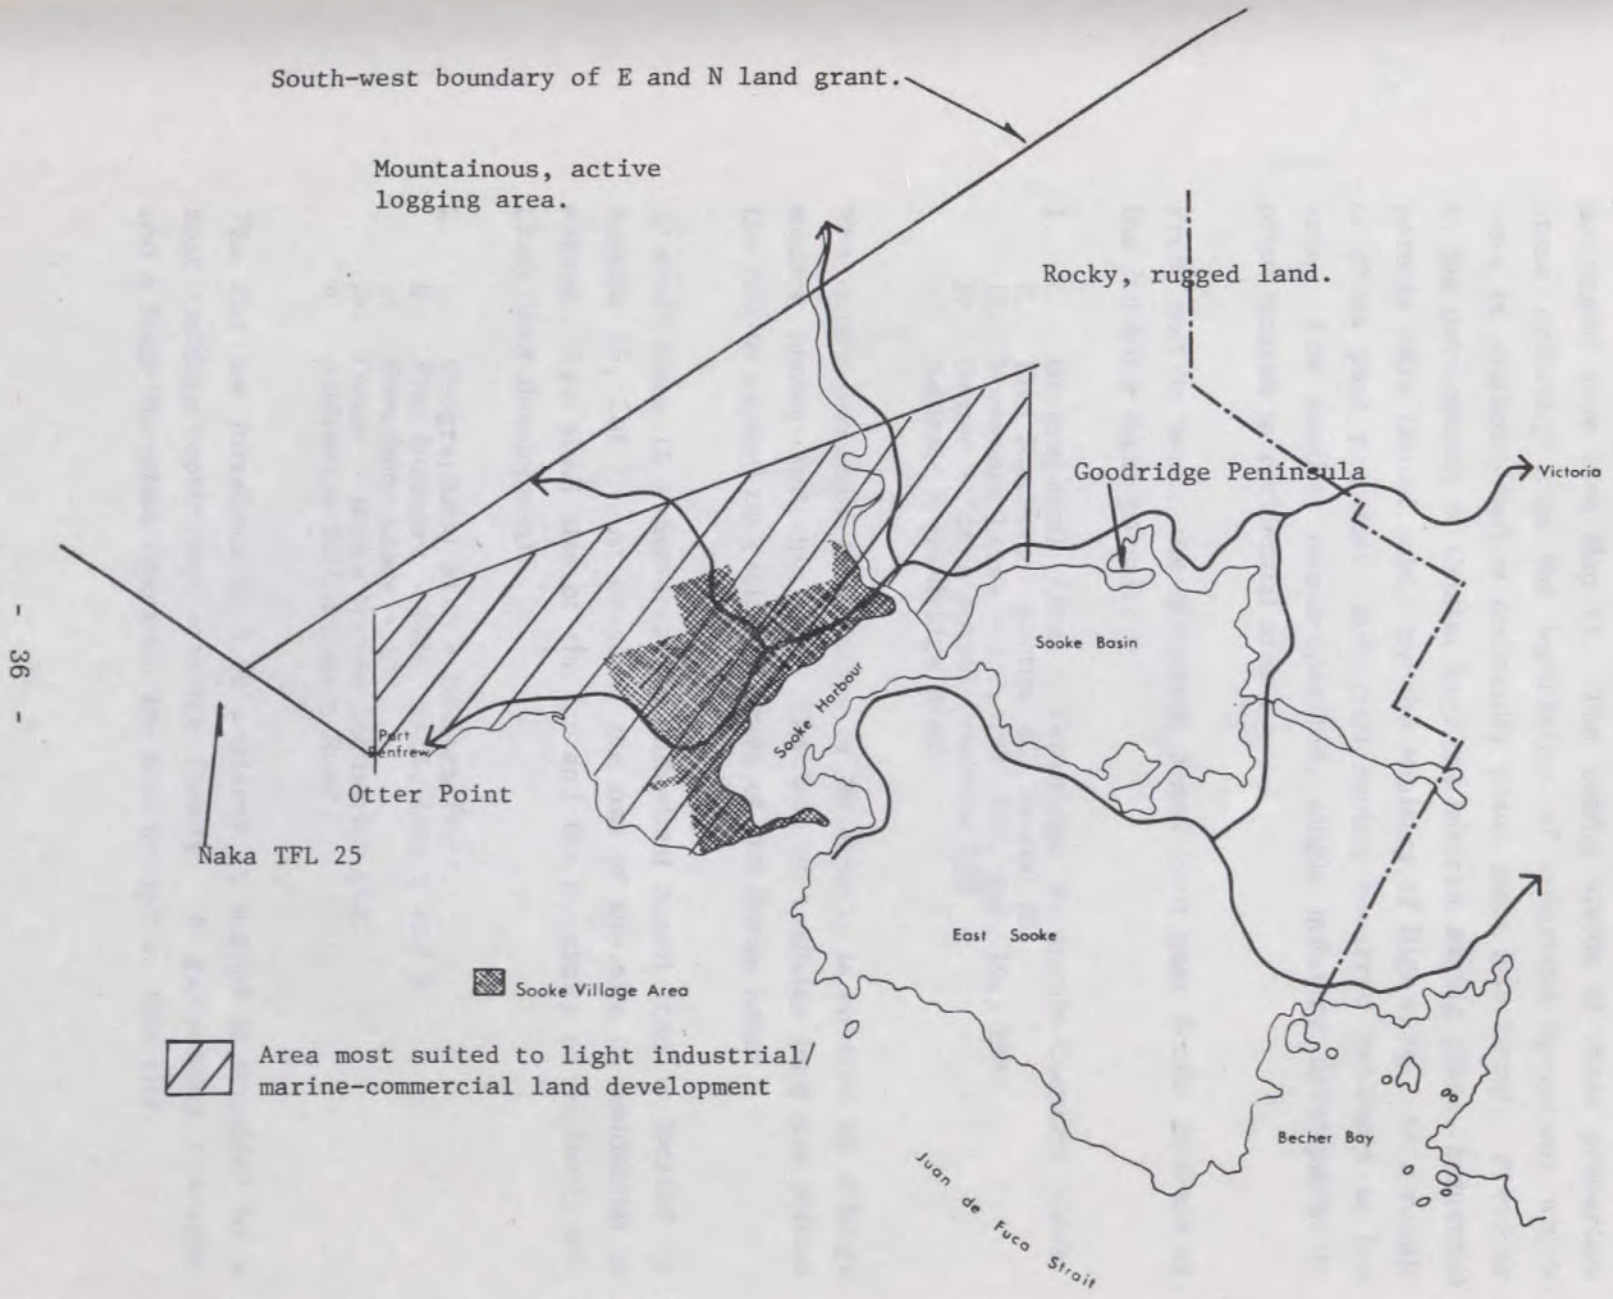 South-west boundary of E and N land grant.
Mountainous, active
logging area.
Rocky, rugged land.
Goodridge Peninsula
Victoria
Sooke Basin
Sooke Harbour
Port
Renfrew
Otter Point
Naka TFL 25
East Sooke
Sooke Village Area
Area most suited to light industrial/
marine-commercial land development
Becher Bay
Juan de Fuca Strait
- 36 -